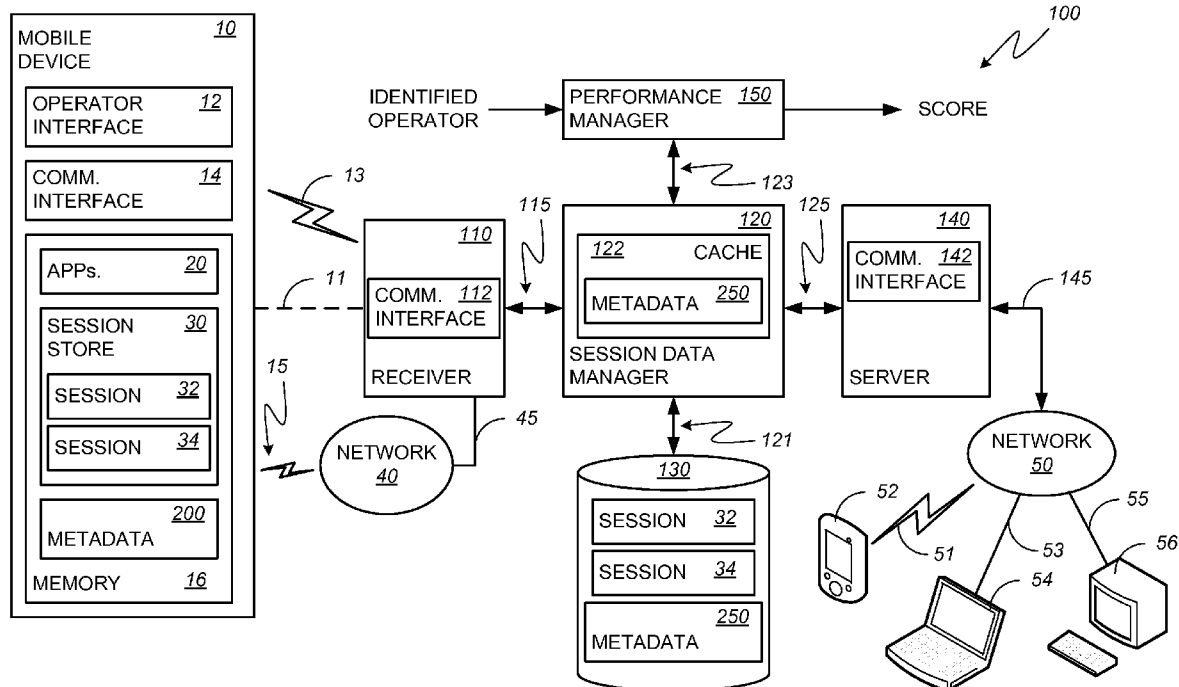 100
MOBILE 10
DEVICE
OPERATOR 12
INTERFACE
COMM. 14
INTERFACE
APPs. 20
SESSION 30
STORE
SESSION 32
SESSION 34
METADATA 200
MEMORY 16
13
11
15
IDENTIFIED
OPERATOR
PERFORMANCE 150
MANAGER
SCORE
123
110
COMM. 112
INTERFACE
RECEIVER
115
120
122 CACHE
METADATA 250
SESSION DATA
MANAGER
125
140
COMM. 142
INTERFACE
SERVER
145
45
NETWORK
40
121
130
SESSION 32
SESSION 34
METADATA 250
NETWORK
50
52
51
53
54
55
56